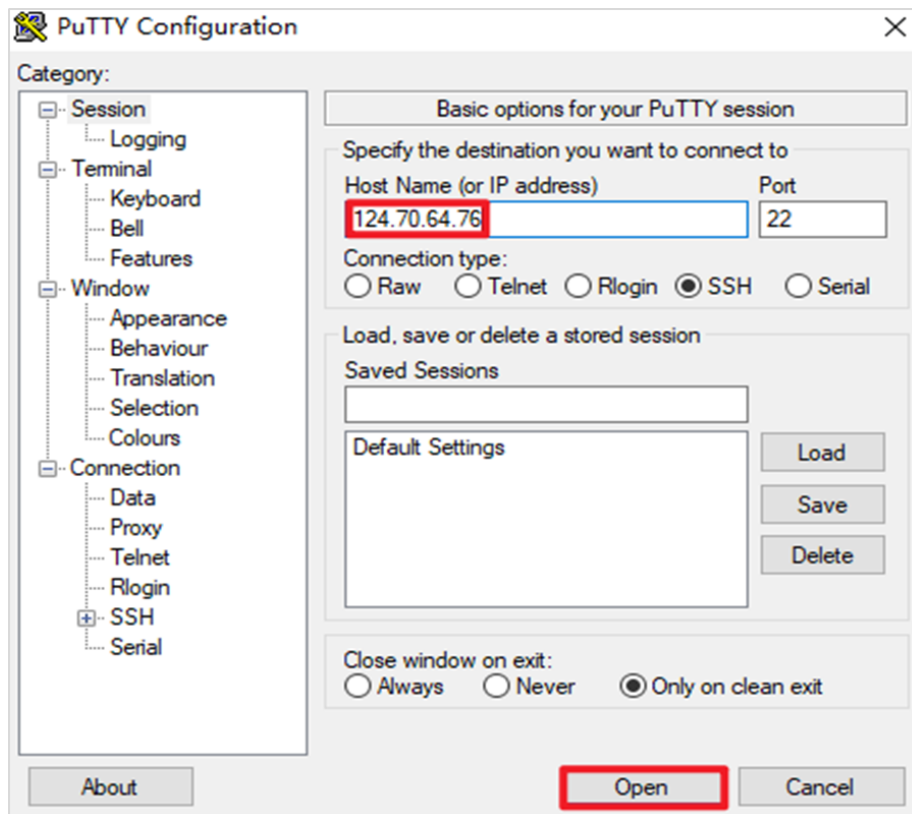 PuTTY Configuration
Category:
Session
Logging
Terminal
Keyboard
Bell
Features
Window
Appearance
Behaviour
Translation
Selection
Colours
Connection
Data
Proxy
Telnet
Rlogin
SSH
Serial
Basic options for your PuTTY session
Specify the destination you want to connect to
Host Name (or IP address) Port
124.70.64.76 22
Connection type:
Raw Telnet Rlogin SSH Serial
Load, save or delete a stored session
Saved Sessions
Default Settings
Load
Save
Delete
Close window on exit:
Always Never Only on clean exit
About Open Cancel